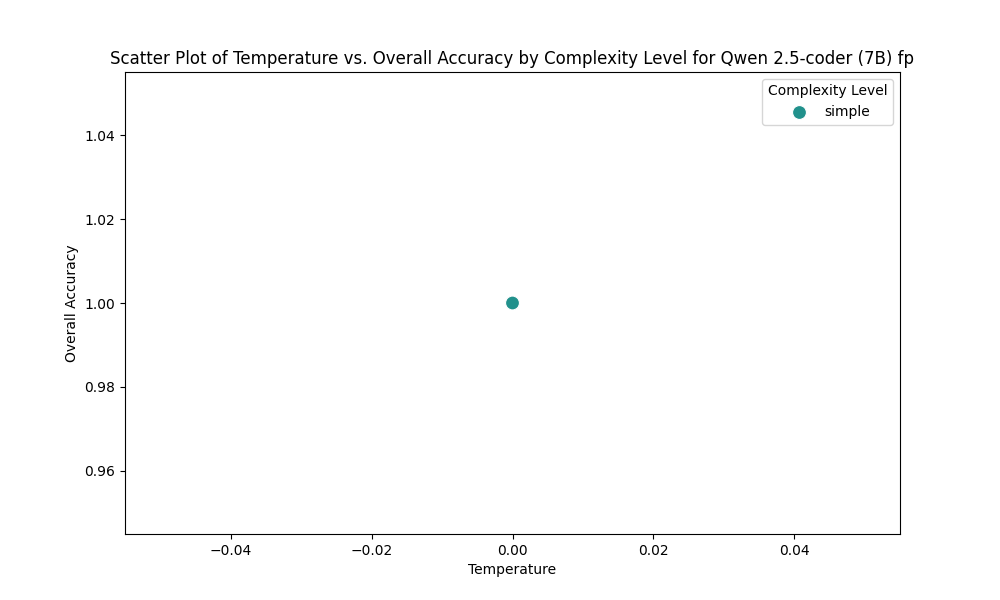 Scatter Plot of Temperature vs. Overall Accuracy by Complexity Level for Qwen 2.5-coder (7B) fp
Complexity Level
simple
Overall Accuracy
1.04
1.02
1.00
0.98
0.96
−0.04
−0.02
0.00
0.02
0.04
Temperature